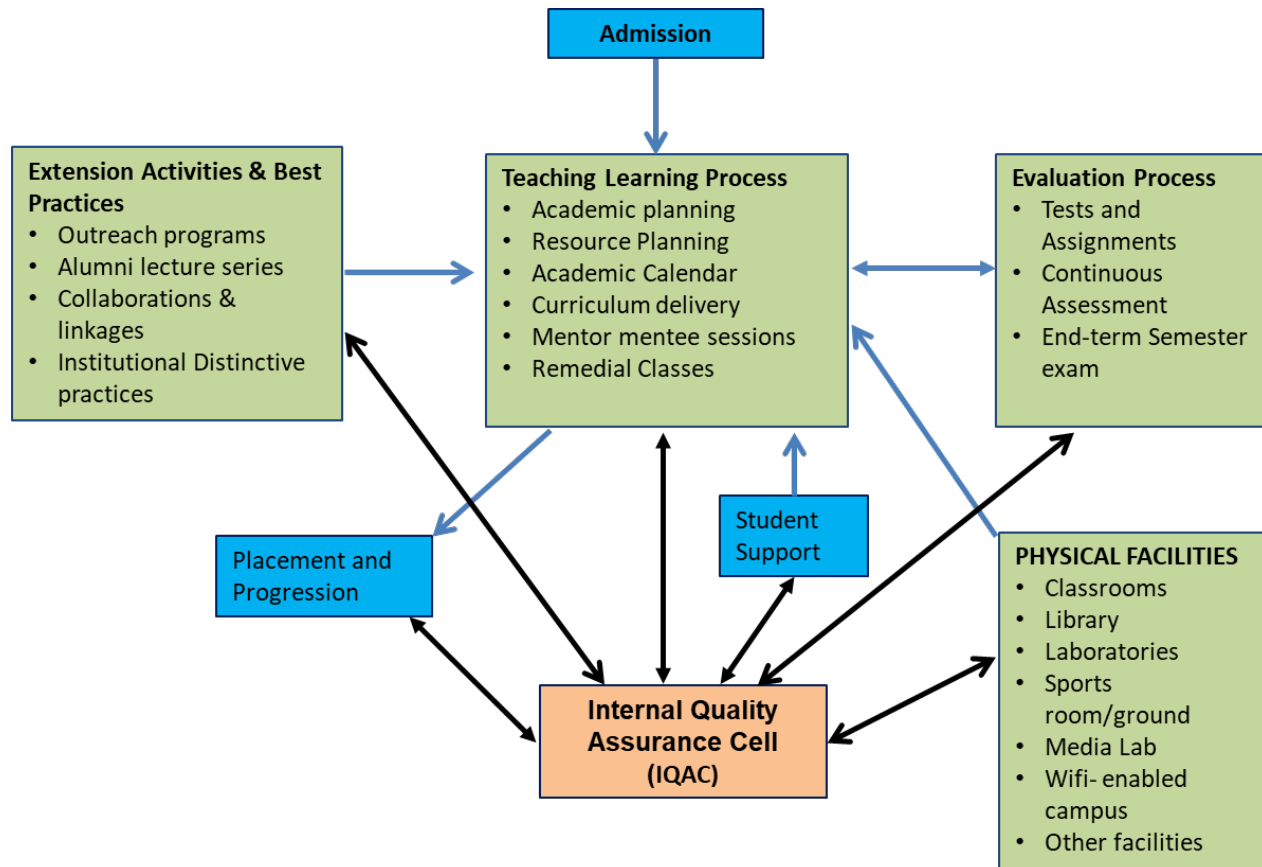 Admission
Extension Activities & Best
Practices
• Outreach programs
• Alumni lecture series
• Collaborations &
linkages
• Institutional Distinctive
practices
Teaching Learning Process
• Academic planning
• Resource Planning
• Academic Calendar
• Curriculum delivery
• Mentor mentee sessions
• Remedial Classes
Evaluation Process
• Tests and
Assignments
• Continuous
Assessment
• End-term Semester
exam
Placement and
Progression
Student
Support
PHYSICAL FACILITIES
• Classrooms
• Library
• Laboratories
• Sports
room/ground
• Media Lab
• Wifi- enabled
campus
• Other facilities
Internal Quality
Assurance Cell
(IQAC)